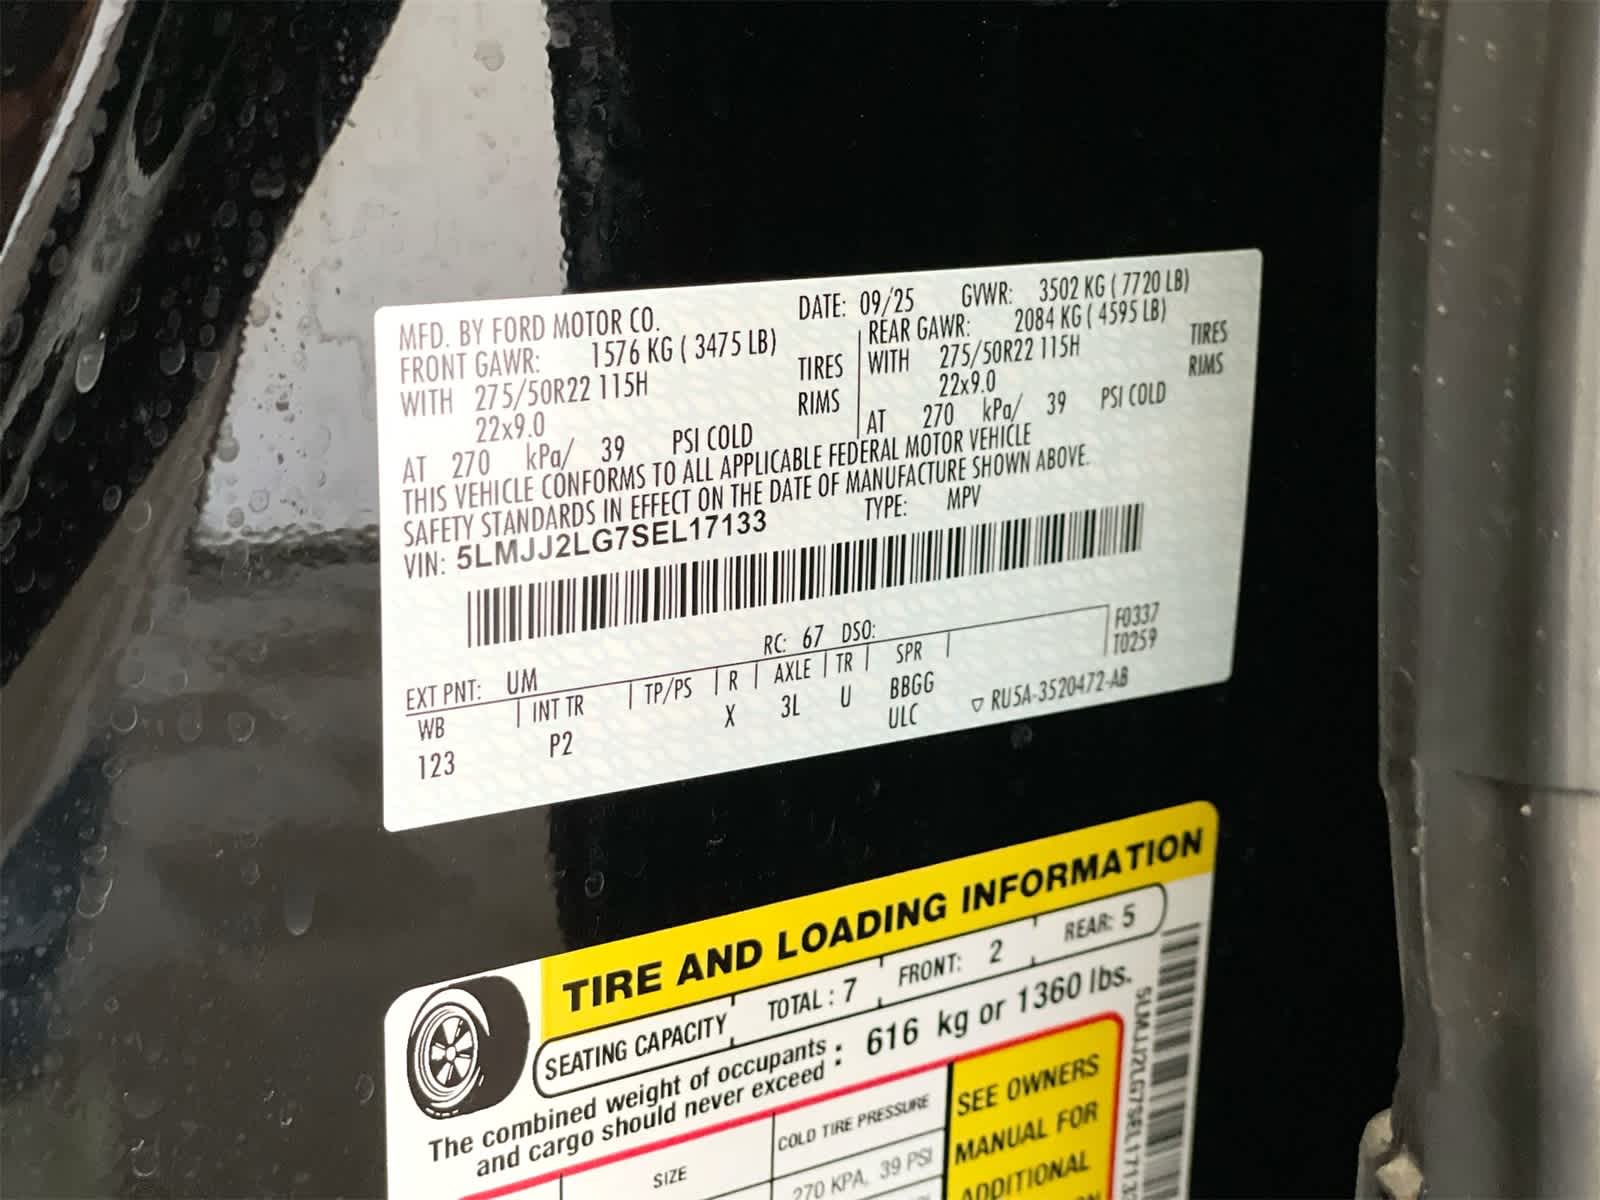 MFD. BY FORD MOTOR CO. DATE: 09/25 GVWR: 3502 KG ( 7720 LB)
FRONT GAWR: 1576 KG ( 3475 LB) REAR GAWR: 2084 KG ( 4595 LB)
WITH 275/50R22 115H TIRES WITH 275/50R22 115H TIRES
22x9.0 RIMS 22x9.0 RIMS
AT 270 kPa/ 39 PSI COLD AT 270 kPa/ 39 PSI COLD
THIS VEHICLE CONFORMS TO ALL APPLICABLE FEDERAL MOTOR VEHICLE
SAFETY STANDARDS IN EFFECT ON THE DATE OF MANUFACTURE SHOWN ABOVE.
VIN: 5LMJJ2LG7SEL17133 TYPE: MPV
EXT PNT: UM RC: 67 DSO: F0337
WB INT TR TP/PS R AXLE TR SPR T0259
123 P2 X 3L U BBGG
ULC ▽ RU5A-3520472-AB
TIRE AND LOADING INFORMATION
SEATING CAPACITY TOTAL : 7 FRONT: 2 REAR: 5
The combined weight of occupants
and cargo should never exceed : 616 kg or 1360 lbs.
SIZE COLD TIRE PRESSURE SEE OWNERS
270 KPA, 39 PSI MANUAL FOR
ADDITIONAL
5LMJJ2LG7SEL1713